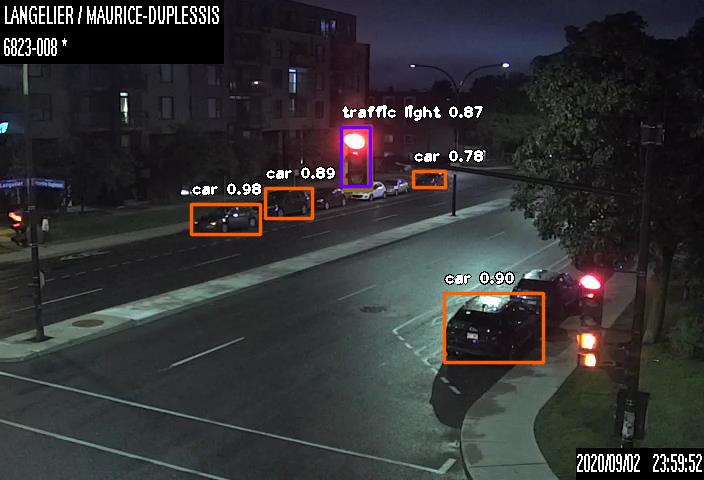 LANGELIER / MAURICE-DUPLESSIS
6823-008 *
traffic light 0.87
car 0.78
car 0.89
car 0.98
Langelier
car 0.90
2020/09/02 23:59:52